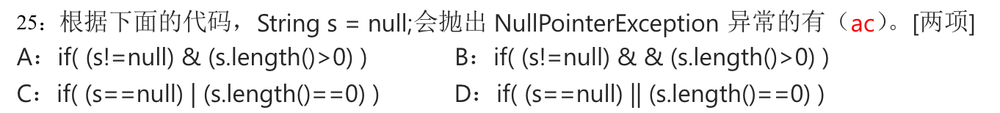 25：根据下面的代码，String s = null;会抛出 NullPointerException 异常的有（ac）。[两项]
A：if( (s!=null) & (s.length()>0) ) B：if( (s!=null) & & (s.length()>0) )
C：if( (s==null) | (s.length()==0) ) D：if( (s==null) || (s.length()==0) )